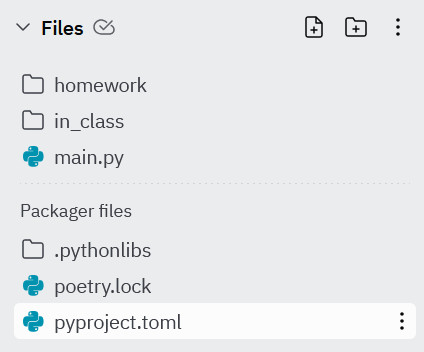 Files
homework
in_class
main.py
Packager files
.pythonlibs
poetry.lock
pyproject.toml